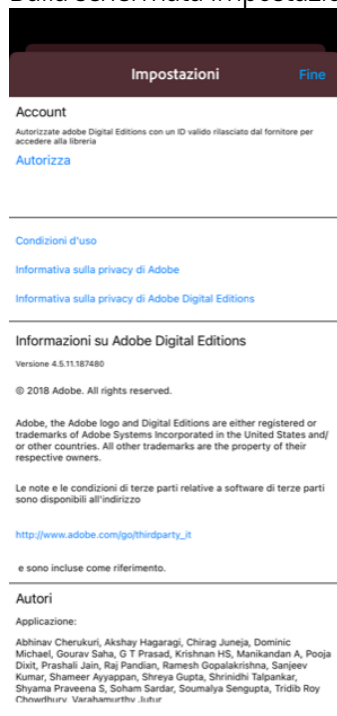 Impostazioni Fine
Account
Autorizzate adobe Digital Editions con un ID valido rilasciato dal fornitore per
accedere alla libreria
Autorizza
Condizioni d'uso
Informativa sulla privacy di Adobe
Informativa sulla privacy di Adobe Digital Editions
Informazioni su Adobe Digital Editions
Versione 4.5.11.187480
© 2018 Adobe. All rights reserved.
Adobe, the Adobe logo and Digital Editions are either registered or
trademarks of Adobe Systems Incorporated in the United States and/
or other countries. All other trademarks are the property of their
respective owners.
Le note e le condizioni di terze parti relative a software di terze parti
sono disponibili all'indirizzo
http://www.adobe.com/go/thirdparty_it
e sono incluse come riferimento.
Autori
Applicazione:
Abhinav Cherukuri, Akshay Hagaragi, Chirag Juneja, Dominic
Michael, Gourav Saha, G T Prasad, Krishnan HS, Manikandan A, Pooja
Dixit, Prashali Jain, Raj Pandian, Ramesh Gopalakrishna, Sanjeev
Kumar, Shameer Ayyappan, Shreya Gupta, Shrinidhi Talpankar,
Shyama Praveena S, Soham Sardar, Soumalya Sengupta, Tridib Roy
Chowdhury, Varahamurthy Jutur